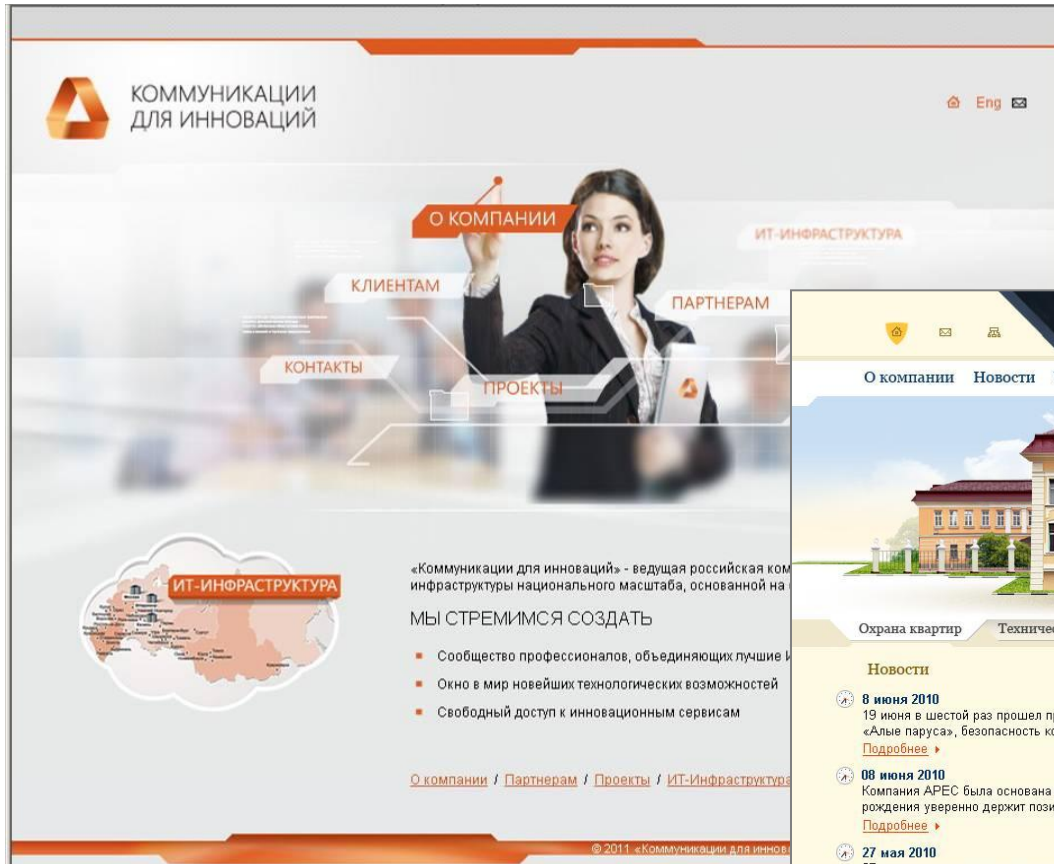 КОММУНИКАЦИИ
ДЛЯ ИННОВАЦИЙ
Eng
О КОМПАНИИ
ИТ-ИНФРАСТРУКТУРА
КЛИЕНТАМ
ПАРТНЕРАМ
КОНТАКТЫ
ПРОЕКТЫ
ИТ-ИНФРАСТРУКТУРА
«Коммуникации для инноваций» - ведущая российская ком
инфраструктуры национального масштаба, основанной на
МЫ СТРЕМИМСЯ СОЗДАТЬ
Сообщество профессионалов, объединяющих лучшие
Окно в мир новейших технологических возможностей
Свободный доступ к инновационным сервисам
О компании / Партнерам / Проекты / ИТ-Инфраструктура
© 2011 «Коммуникации для иннов
О компании Новости
Охрана квартир Техничес
Новости
8 июня 2010
19 июня в шестой раз прошел п
«Алые паруса», безопасность ко
Подробнее
08 июня 2010
Компания АРЕС была основана
рождения уверенно держит пози
Подробнее
27 мая 2010